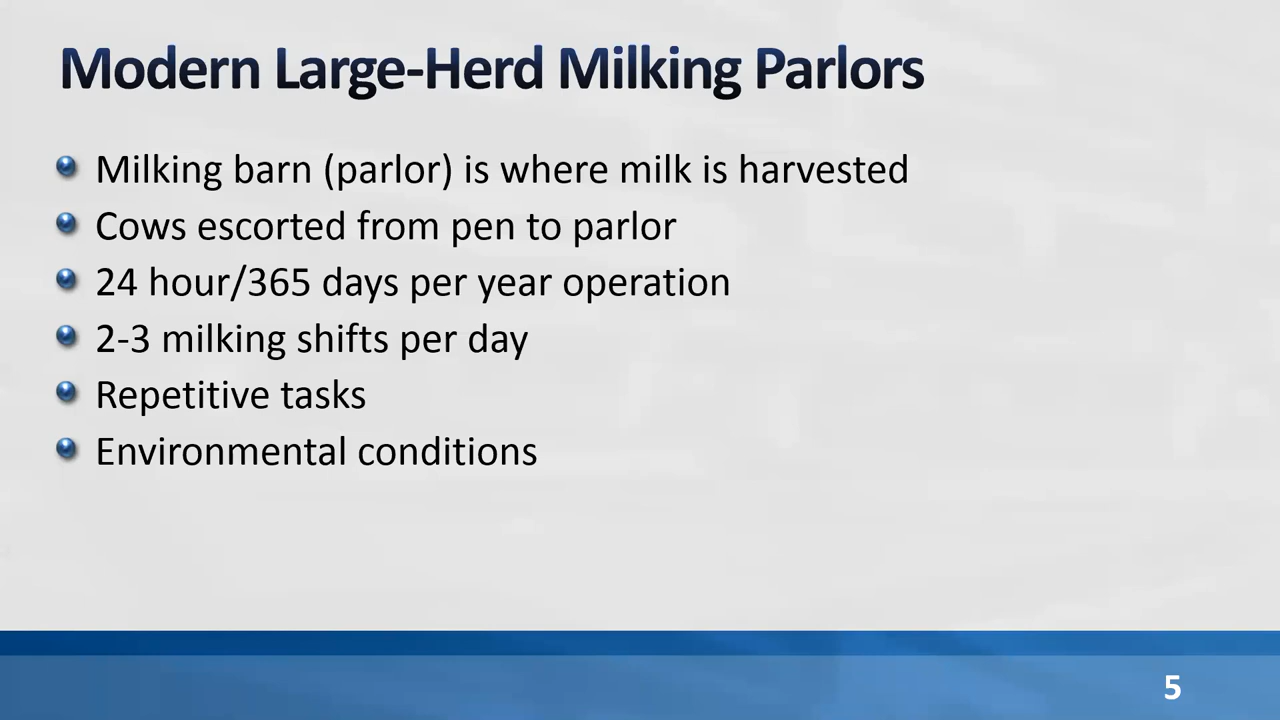 Modern Large-Herd Milking Parlors
Milking barn (parlor) is where milk is harvested
Cows escorted from pen to parlor
24 hour/365 days per year operation
2-3 milking shifts per day
Repetitive tasks
Environmental conditions
5